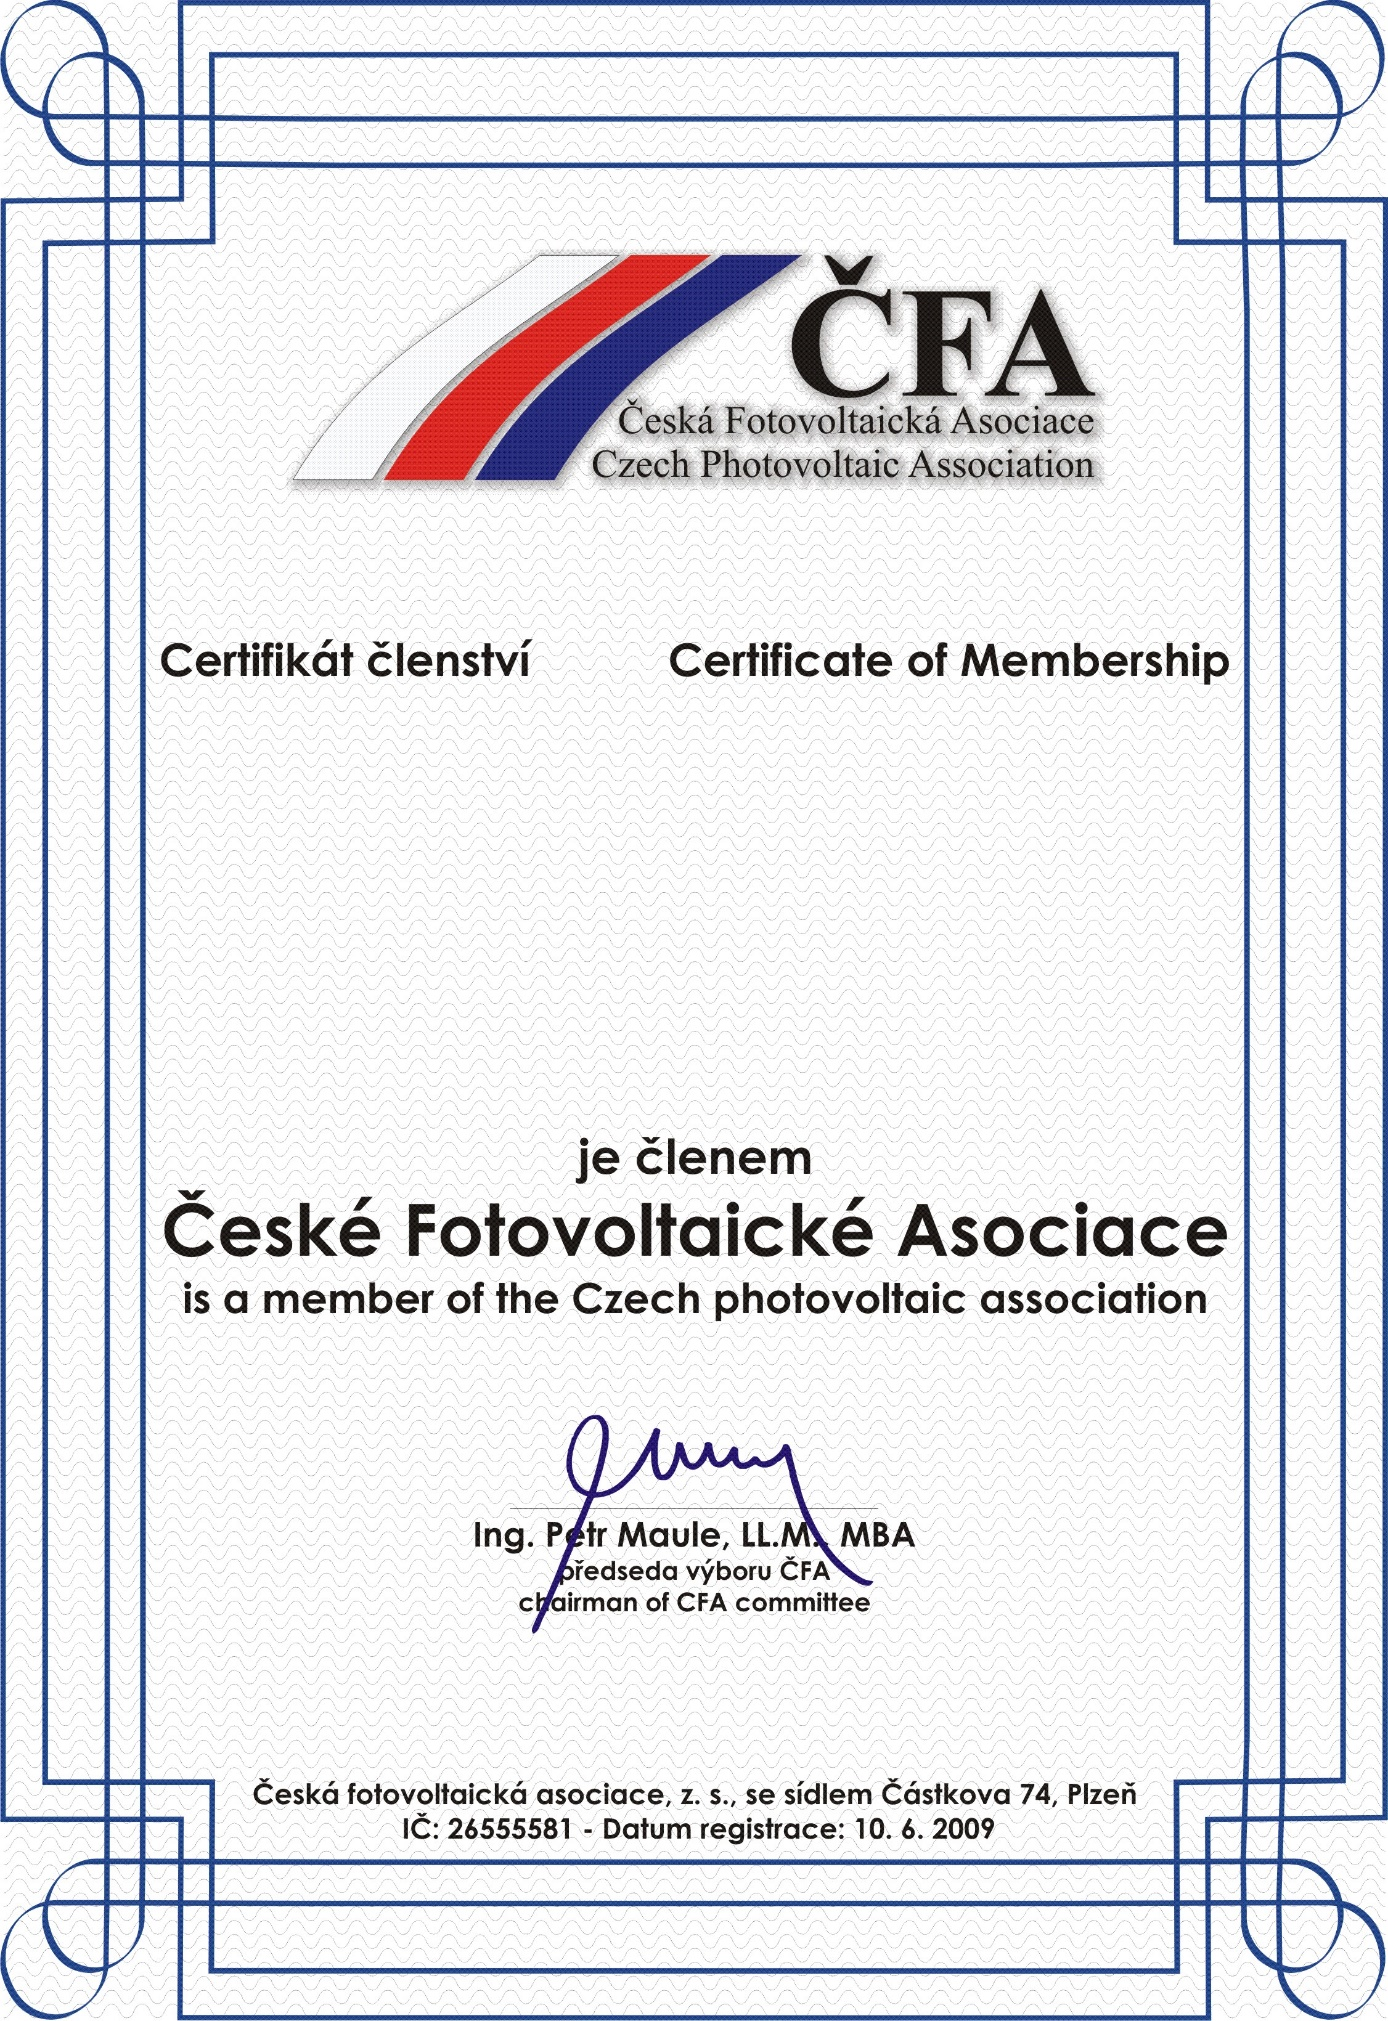 ČFA
Česká Fotovoltaická Asociace
Czech Photovoltaic Association
Certifikát členství Certificate of Membership
je členem
České Fotovoltaické Asociace
is a member of the Czech photovoltaic association
Ing. Petr Maule, LL.M., MBA
předseda výboru ČFA
chairman of CFA committee
Česká fotovoltaická asociace, z. s., se sídlem Částkova 74, Plzeň
IČ: 26555581 - Datum registrace: 10. 6. 2009